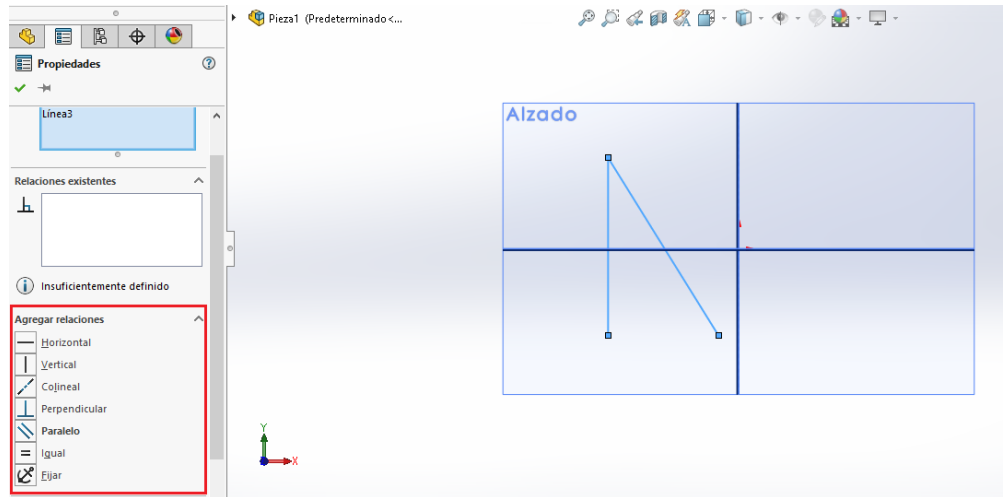 Pieza1 (Predeterminado<...
Propiedades
Línea3
Relaciones existentes
Insuficientemente definido
Agregar relaciones
Horizontal
Vertical
Colineal
Perpendicular
Paralelo
Igual
Fijar
Alzado
Y
X